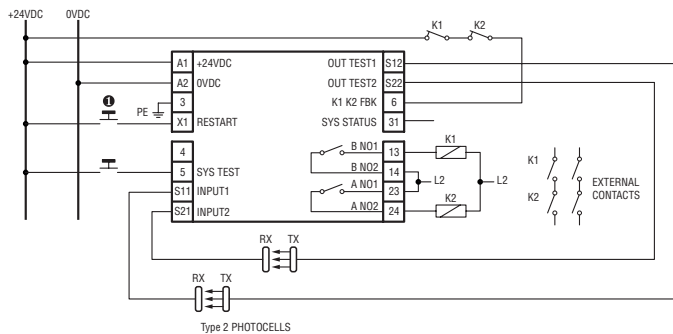 +24VDC 0VDC
K1 K2
A1 +24VDC OUT TEST1 S12
A2 0VDC OUT TEST2 S22
PE 3 K1 K2 FBK 6
1 X1 RESTART SYS STATUS 31
4 B NO1 13 K1
5 SYS TEST B NO2 14
L2 L2
S11 INPUT1 A NO1 23
S21 INPUT2 A NO2 24 K2
K1
K2
EXTERNAL
CONTACTS
RX TX
RX TX
Type 2 PHOTOCELLS